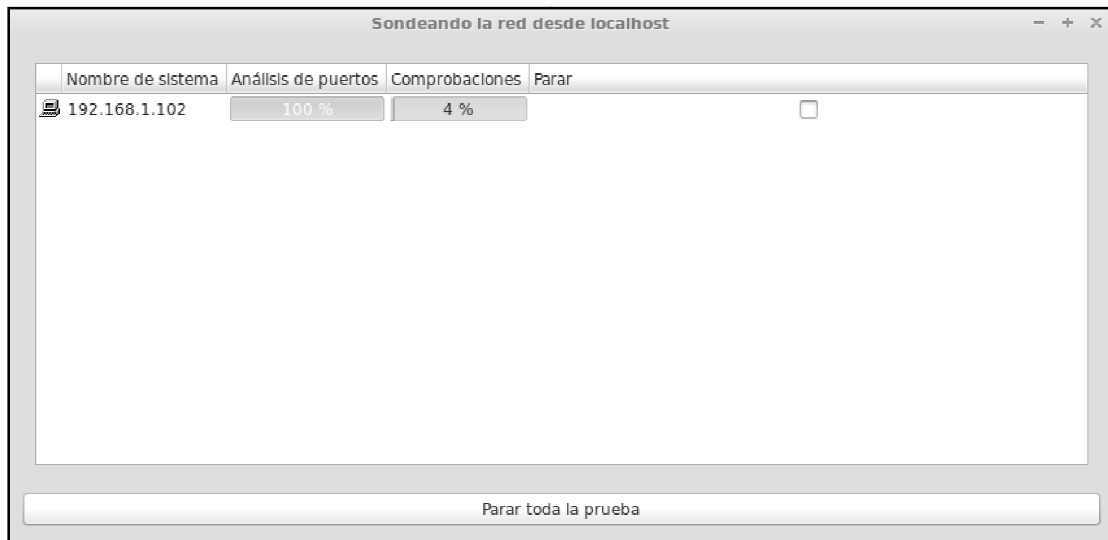 Sondeando la red desde localhost
Nombre de sistema Análisis de puertos Comprobaciones Parar
192.168.1.102 100 % 4 %
Parar toda la prueba